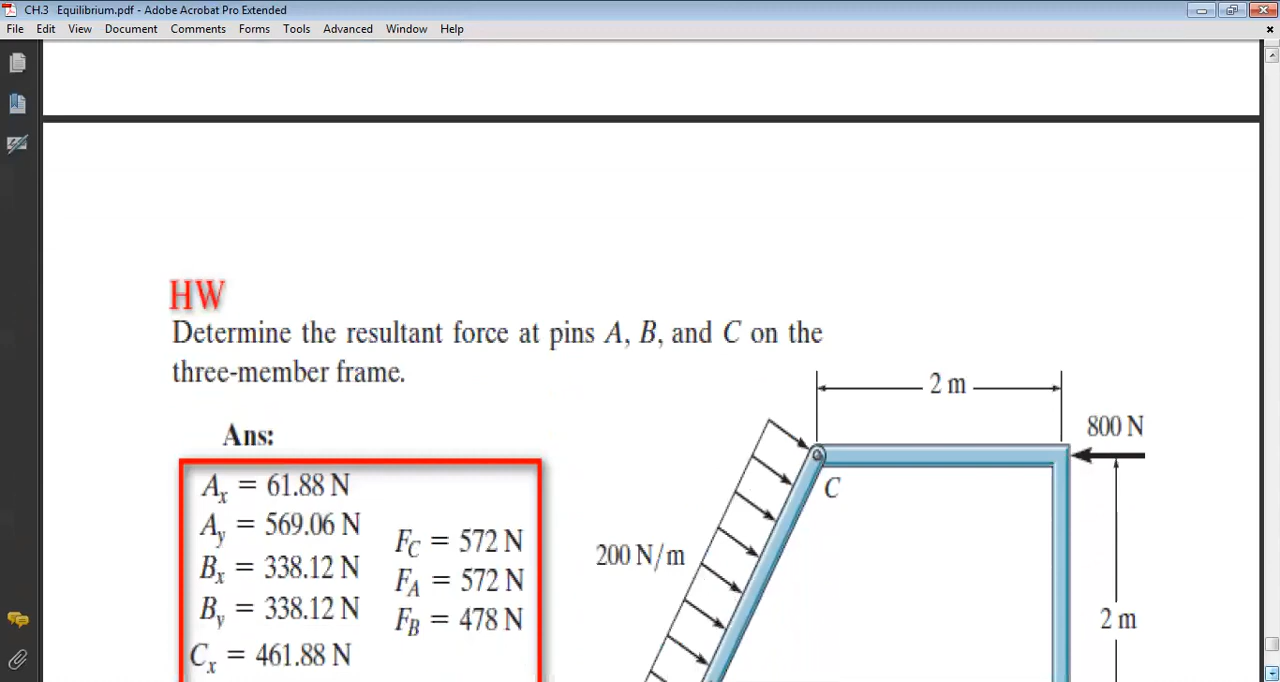 CH.3 Equilibrium.pdf - Adobe Acrobat Pro Extended
File Edit View Document Comments Forms Tools Advanced Window Help
HW
Determine the resultant force at pins A, B, and C on the
three-member frame.
Ans:
Ax = 61.88 N
Ay = 569.06 N
Bx = 338.12 N
By = 338.12 N
Cx = 461.88 N
FC = 572 N
FA = 572 N
FB = 478 N
2 m
800 N
C
200 N/m
2 m